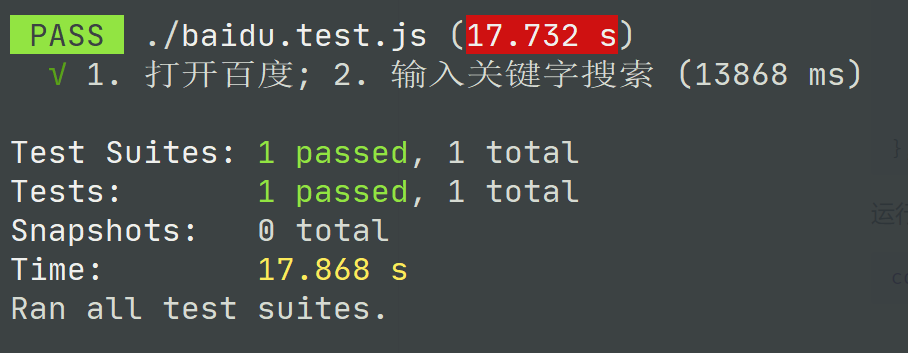 PASS ./baidu.test.js (17.732 s)
√ 1. 打开百度; 2. 输入关键字搜索 (13868 ms)
Test Suites: 1 passed, 1 total
Tests: 1 passed, 1 total
}
Snapshots: 0 total
运行
Time: 17.868 s
Ran all test suites.